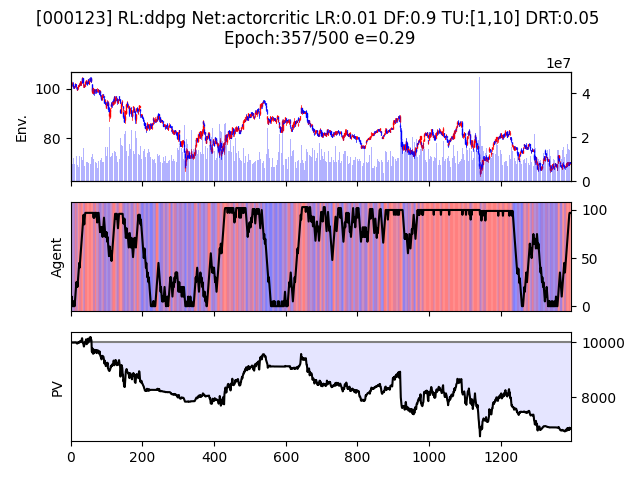 [000123] RL:ddpg Net:actorcritic LR:0.01 DF:0.9 TU:[1,10] DRT:0.05
Epoch:357/500 e=0.29
1e7
100
80
Env.
4
2
0
Agent
100
50
0
PV
10000
8000
0 200 400 600 800 1000 1200